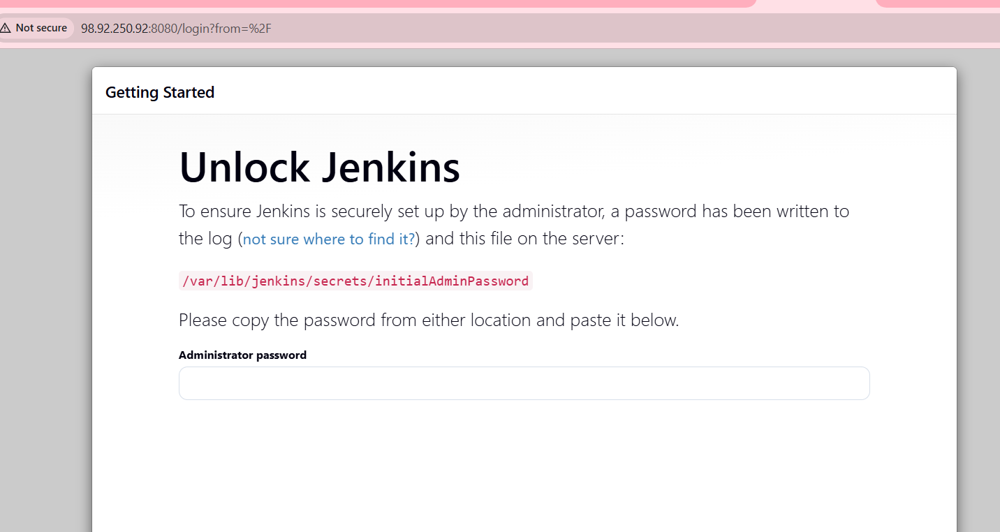 Not secure 98.92.250.92:8080/login?from=%2F
Getting Started
Unlock Jenkins
To ensure Jenkins is securely set up by the administrator, a password has been written to
the log (not sure where to find it?) and this file on the server:
/var/lib/jenkins/secrets/initialAdminPassword
Please copy the password from either location and paste it below.
Administrator password